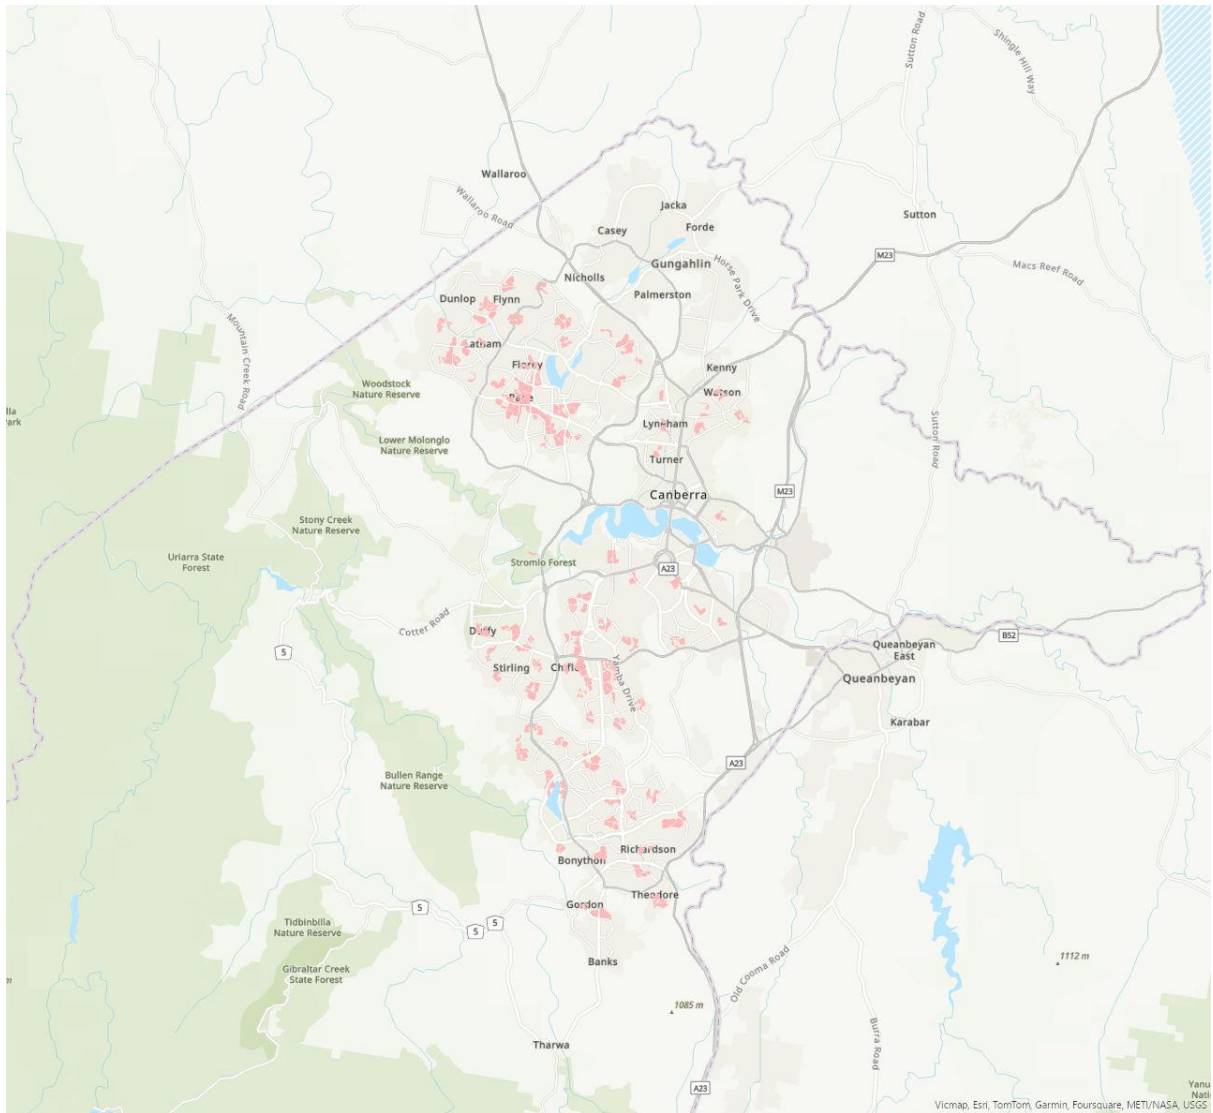 Sutton Road
Shingle Hill Way
Wallaroo
Wallaroo Road
Jacka
Casey
Forde
Sutton
M23
Gungahlin
Horse Park Drive
Macs Reef Road
Nicholls
Palmerston
Dunlop
Flynn
Mountain Creek Road
Latham
Florey
Kenny
Woodstock
Nature Reserve
Watson
Page
Park
Lyneham
Sutton Road
Lower Molonglo
Nature Reserve
Turner
Canberra
M23
Stony Creek
Nature Reserve
Uriarra State
Forest
Stromlo Forest
A23
Cotter Road
Duffy
B52
5
Queanbeyan
East
Stirling
Chifley
Yamba Drive
Queanbeyan
Karabar
A23
Bullen Range
Nature Reserve
Richardson
Bonython
Theodore
Gordon
5
5
5
Tidbinbilla
Nature Reserve
Banks
1112 m
Gibraltar Creek
State Forest
Old Cooma Road
1085 m
Burra Road
Tharwa
A23
Vicmap, Esri, TomTom, Garmin, Foursquare, METI/NASA, USGS